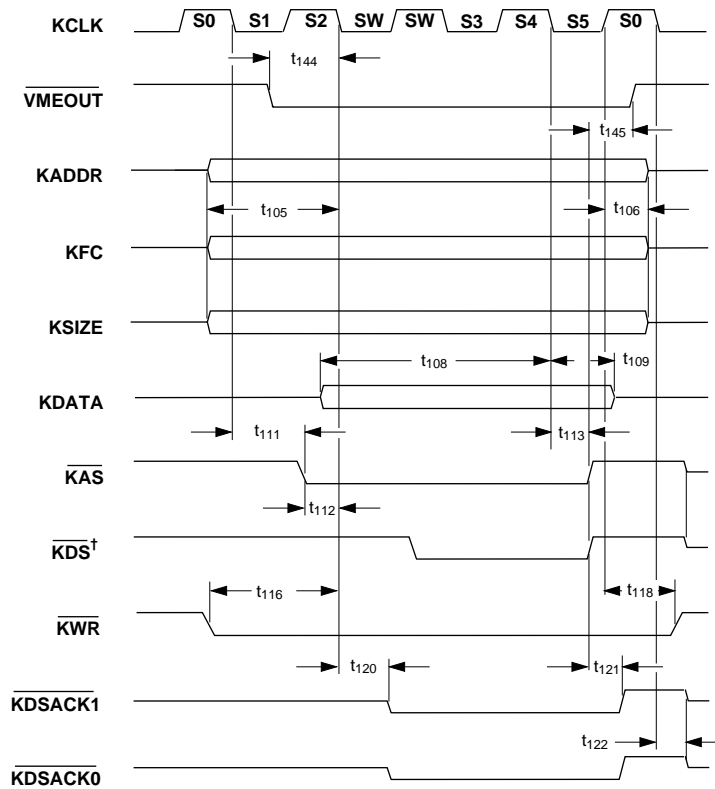 KCLK S0 S1 S2 SW SW S3 S4 S5 S0
t144
VMEOUT
t145
KADDR
t105 t106
KFC
KSIZE
t108 t109
KDATA
t111 t113
KAS
t112
KDS†
t116 t118
KWR
t120 t121
KDSACK1
t122
KDSACK0